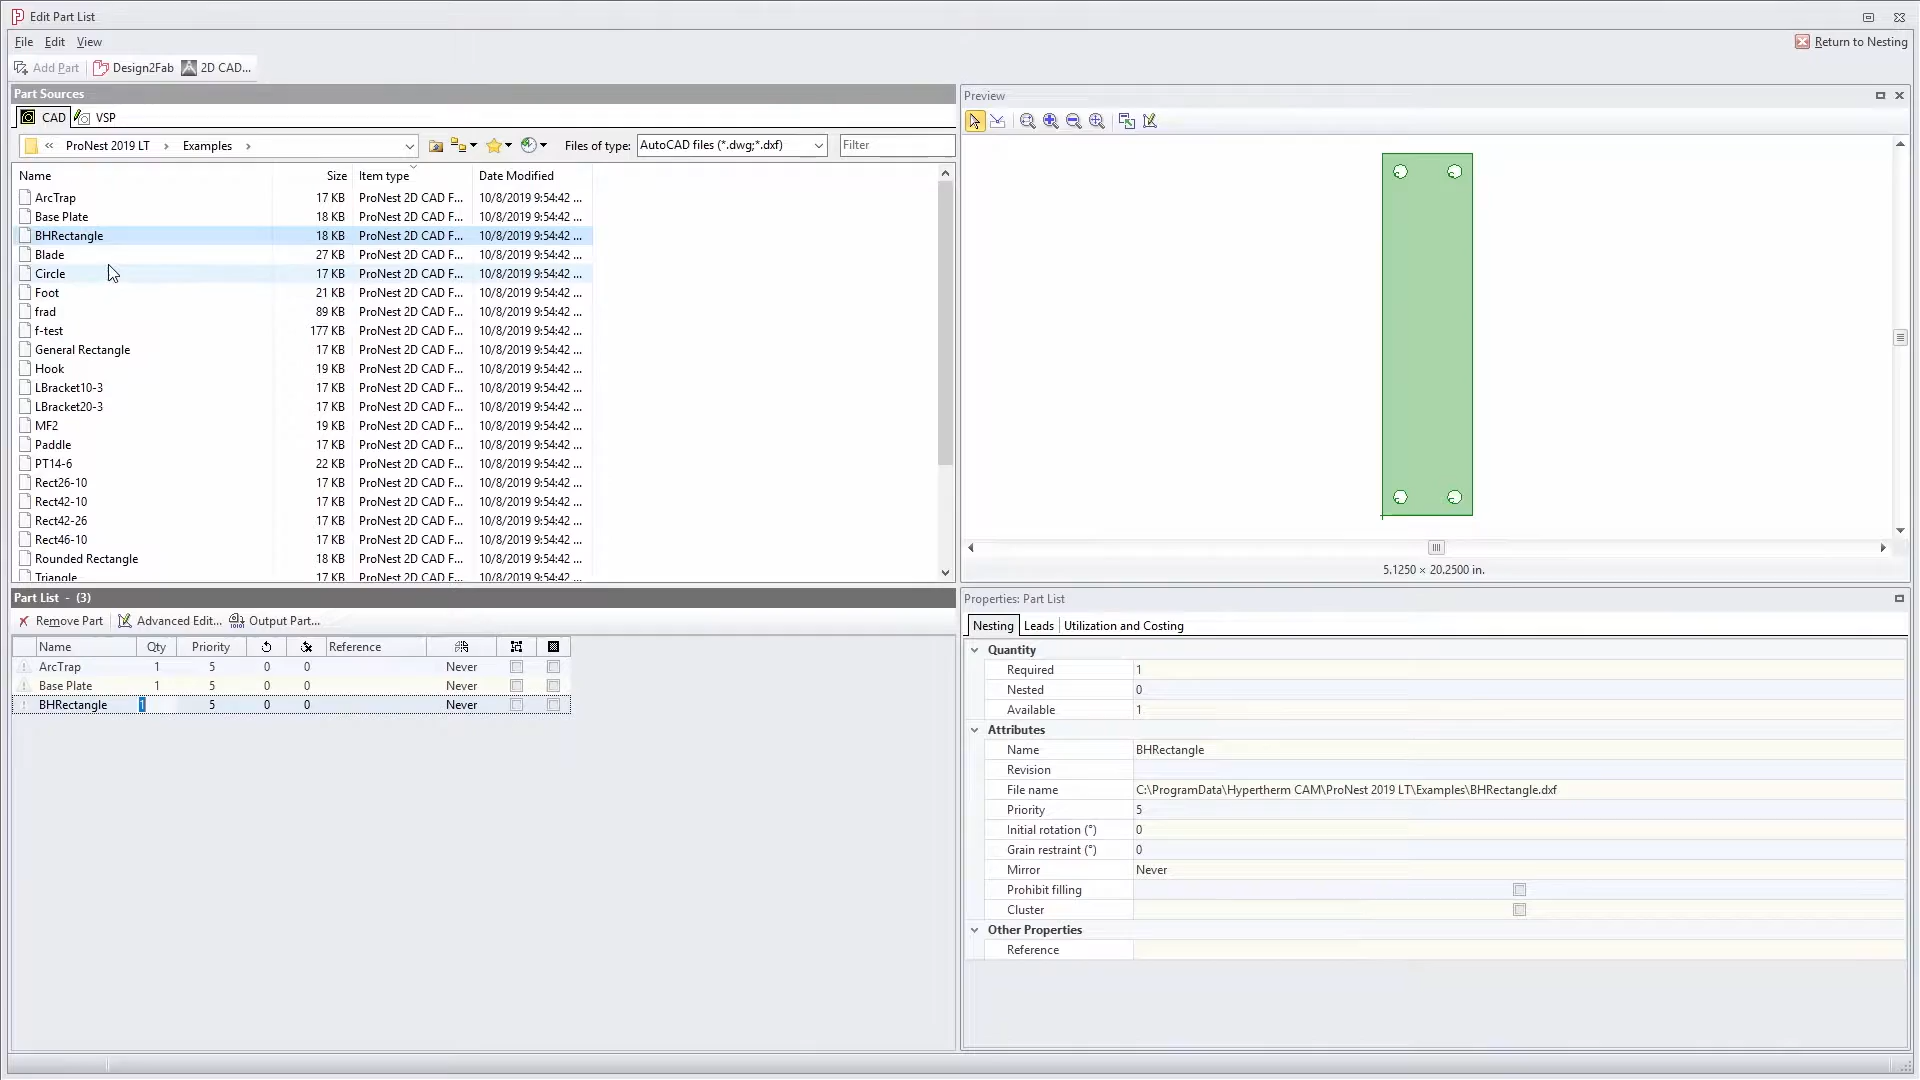 Edit Part List
File Edit View
Return to Nesting
Add Part Design2Fab 2D CAD...
Part Sources
CAD VSP
« ProNest 2019 LT › Examples › Files of type: AutoCAD files (*.dwg;*.dxf) Filter
Name Size Item type Date Modified
ArcTrap 17 KB ProNest 2D CAD F... 10/8/2019 9:54:42 ...
Base Plate 18 KB ProNest 2D CAD F... 10/8/2019 9:54:42 ...
BHRectangle 18 KB ProNest 2D CAD F... 10/8/2019 9:54:42 ...
Blade 27 KB ProNest 2D CAD F... 10/8/2019 9:54:42 ...
Circle 17 KB ProNest 2D CAD F... 10/8/2019 9:54:42 ...
Foot 21 KB ProNest 2D CAD F... 10/8/2019 9:54:42 ...
frad 89 KB ProNest 2D CAD F... 10/8/2019 9:54:42 ...
f-test 177 KB ProNest 2D CAD F... 10/8/2019 9:54:42 ...
General Rectangle 17 KB ProNest 2D CAD F... 10/8/2019 9:54:42 ...
Hook 19 KB ProNest 2D CAD F... 10/8/2019 9:54:42 ...
LBracket10-3 17 KB ProNest 2D CAD F... 10/8/2019 9:54:42 ...
LBracket20-3 17 KB ProNest 2D CAD F... 10/8/2019 9:54:42 ...
MF2 19 KB ProNest 2D CAD F... 10/8/2019 9:54:42 ...
Paddle 17 KB ProNest 2D CAD F... 10/8/2019 9:54:42 ...
PT14-6 22 KB ProNest 2D CAD F... 10/8/2019 9:54:42 ...
Rect26-10 17 KB ProNest 2D CAD F... 10/8/2019 9:54:42 ...
Rect42-10 17 KB ProNest 2D CAD F... 10/8/2019 9:54:42 ...
Rect42-26 17 KB ProNest 2D CAD F... 10/8/2019 9:54:42 ...
Rect46-10 17 KB ProNest 2D CAD F... 10/8/2019 9:54:42 ...
Rounded Rectangle 18 KB ProNest 2D CAD F... 10/8/2019 9:54:42 ...
Triangle 17 KB ProNest 2D CAD F... 10/8/2019 9:54:42 ...
Preview
5.1250 × 20.2500 in.
Part List - (3)
Remove Part Advanced Edit... Output Part...
Name Qty Priority Reference
ArcTrap 1 5 0 0 Never
Base Plate 1 5 0 0 Never
BHRectangle 1 5 0 0 Never
Properties: Part List
Nesting Leads Utilization and Costing
Quantity
Required 1
Nested 0
Available 1
Attributes
Name BHRectangle
Revision
File name C:\ProgramData\Hypertherm CAM\ProNest 2019 LT\Examples\BHRectangle.dxf
Priority 5
Initial rotation (°) 0
Grain restraint (°) 0
Mirror Never
Prohibit filling
Cluster
Other Properties
Reference